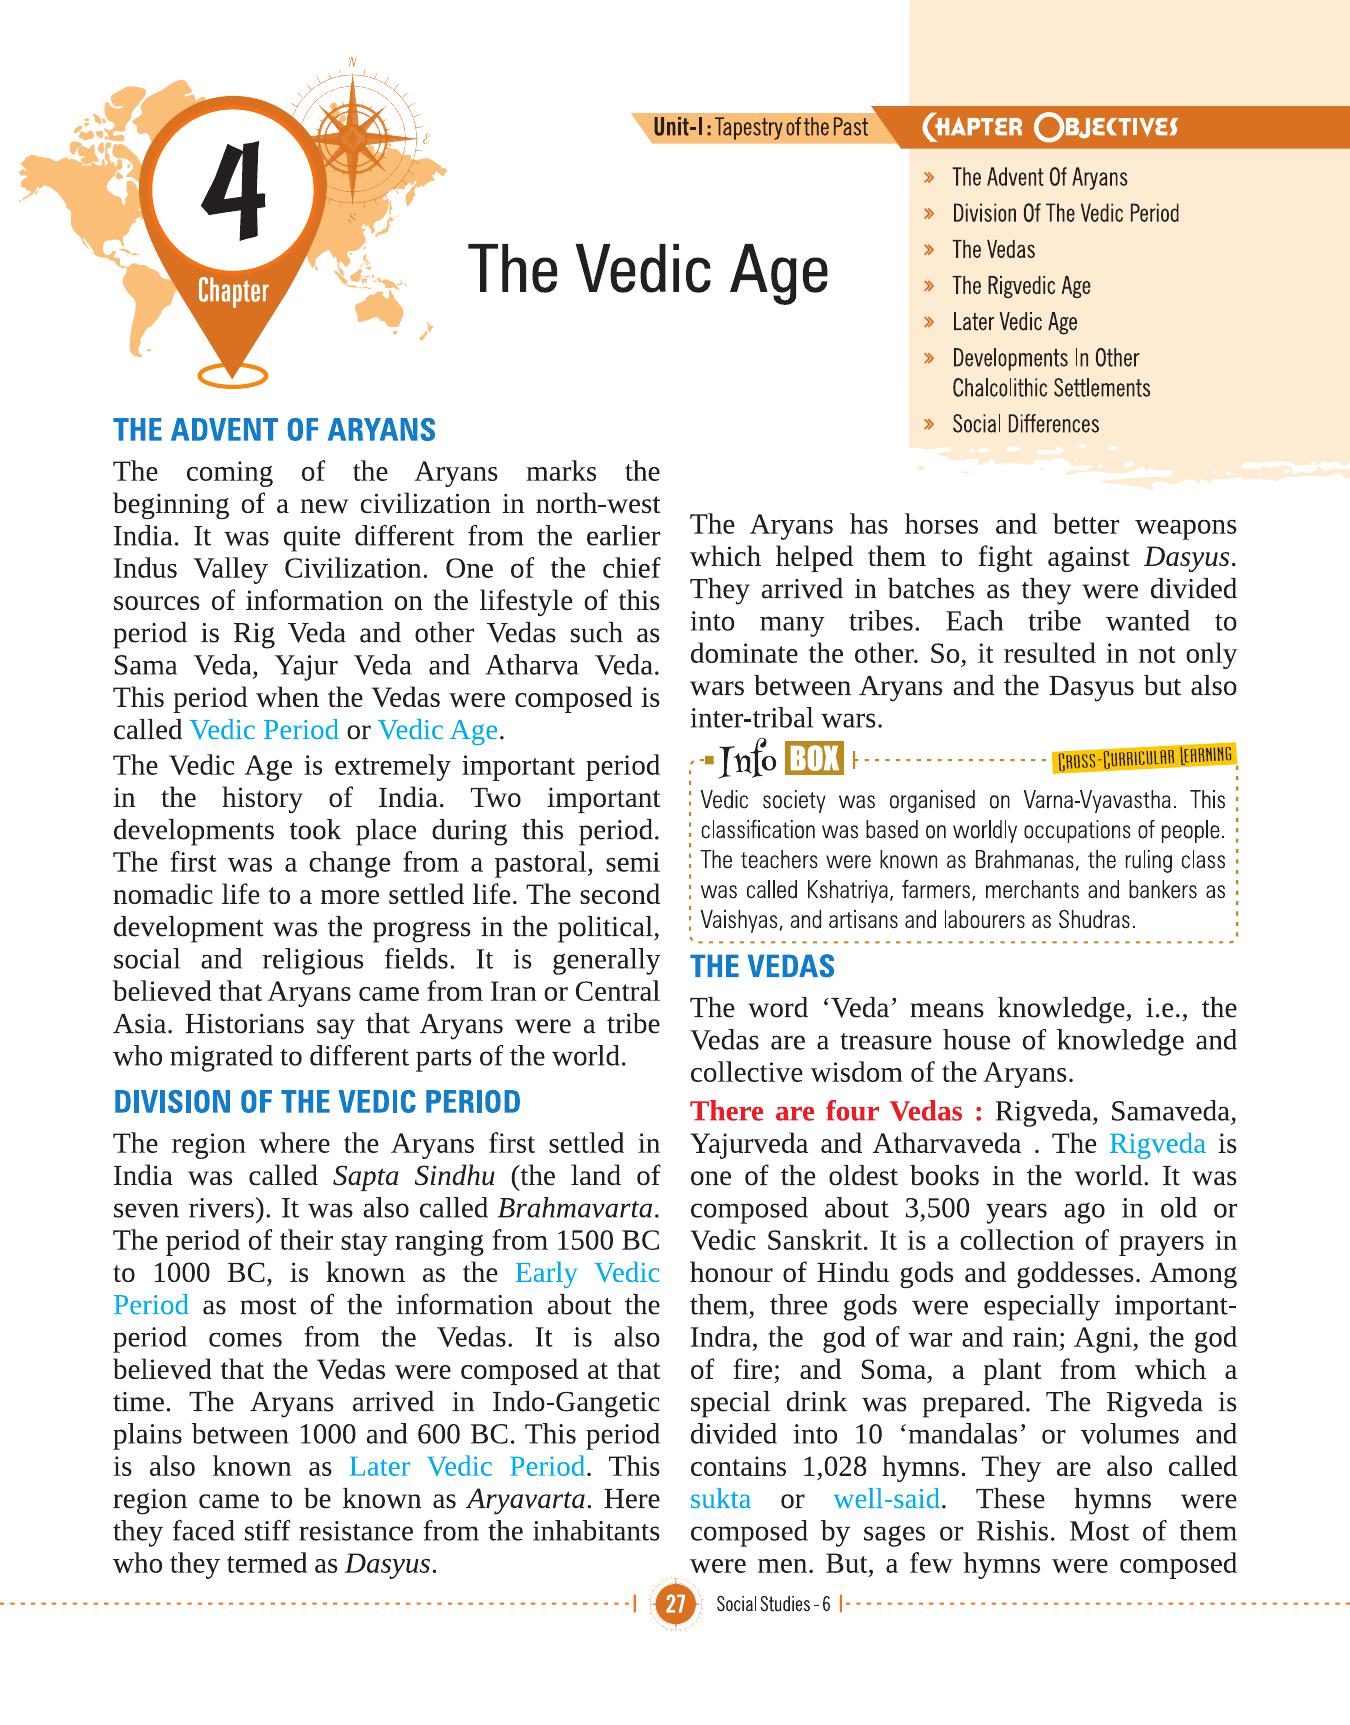 N
E
S
4
Chapter
Unit-I : Tapestry of the Past
CHAPTER OBJECTIVES
» The Advent Of Aryans
» Division Of The Vedic Period
» The Vedas
» The Rigvedic Age
» Later Vedic Age
» Developments In Other
Chalcolithic Settlements
» Social Differences
The Vedic Age
THE ADVENT OF ARYANS
The coming of the Aryans marks the
beginning of a new civilization in north-west
India. It was quite different from the earlier
Indus Valley Civilization. One of the chief
sources of information on the lifestyle of this
period is Rig Veda and other Vedas such as
Sama Veda, Yajur Veda and Atharva Veda.
This period when the Vedas were composed is
called Vedic Period or Vedic Age.
The Vedic Age is extremely important period
in the history of India. Two important
developments took place during this period.
The first was a change from a pastoral, semi
nomadic life to a more settled life. The second
development was the progress in the political,
social and religious fields. It is generally
believed that Aryans came from Iran or Central
Asia. Historians say that Aryans were a tribe
who migrated to different parts of the world.
DIVISION OF THE VEDIC PERIOD
The region where the Aryans first settled in
India was called Sapta Sindhu (the land of
seven rivers). It was also called Brahmavarta.
The period of their stay ranging from 1500 BC
to 1000 BC, is known as the Early Vedic
Period as most of the information about the
period comes from the Vedas. It is also
believed that the Vedas were composed at that
time. The Aryans arrived in Indo-Gangetic
plains between 1000 and 600 BC. This period
is also known as Later Vedic Period. This
region came to be known as Aryavarta. Here
they faced stiff resistance from the inhabitants
who they termed as Dasyus.
The Aryans has horses and better weapons
which helped them to fight against Dasyus.
They arrived in batches as they were divided
into many tribes. Each tribe wanted to
dominate the other. So, it resulted in not only
wars between Aryans and the Dasyus but also
inter-tribal wars.
Info BOX
CROSS-CURRICULAR LEARNING
Vedic society was organised on Varna-Vyavastha. This
classification was based on worldly occupations of people.
The teachers were known as Brahmanas, the ruling class
was called Kshatriya, farmers, merchants and bankers as
Vaishyas, and artisans and labourers as Shudras.
THE VEDAS
The word ‘Veda’ means knowledge, i.e., the
Vedas are a treasure house of knowledge and
collective wisdom of the Aryans.
There are four Vedas : Rigveda, Samaveda,
Yajurveda and Atharvaveda . The Rigveda is
one of the oldest books in the world. It was
composed about 3,500 years ago in old or
Vedic Sanskrit. It is a collection of prayers in
honour of Hindu gods and goddesses. Among
them, three gods were especially important-
Indra, the god of war and rain; Agni, the god
of fire; and Soma, a plant from which a
special drink was prepared. The Rigveda is
divided into 10 ‘mandalas’ or volumes and
contains 1,028 hymns. They are also called
sukta or well-said. These hymns were
composed by sages or Rishis. Most of them
were men. But, a few hymns were composed
27
Social Studies - 6